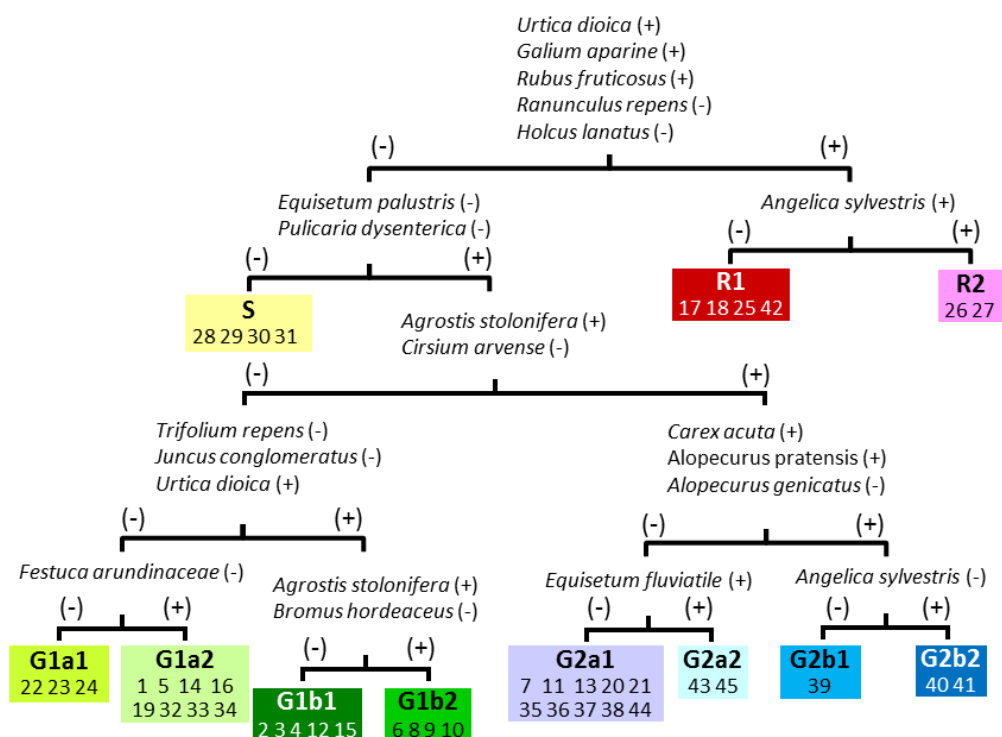 Urtica dioica (+)
Galium aparine (+)
Rubus fruticosus (+)
Ranunculus repens (-)
Holcus lanatus (-)
(-) (+)
Equisetum palustris (-)
Pulicaria dysenterica (-)
Angelica sylvestris (+)
(-) (+)
(-) (+)
S
28 29 30 31
R1
17 18 25 42
R2
26 27
Agrostis stolonifera (+)
Cirsium arvense (-)
(-) (+)
Trifolium repens (-)
Juncus conglomeratus (-)
Urtica dioica (+)
Carex acuta (+)
Alopecurus pratensis (+)
Alopecurus genicatus (-)
(-) (+)
(-) (+)
Festuca arundinaceae (-)
Agrostis stolonifera (+)
Bromus hordeaceus (-)
Equisetum fluviatile (+)
Angelica sylvestris (-)
(-) (+)
(-) (+)
(-) (+)
(-) (+)
G1a1
22 23 24
G1a2
1 5 14 16
19 32 33 34
G1b1
2 3 4 12 15
G1b2
6 8 9 10
G2a1
7 11 13 20 21
35 36 37 38 44
G2a2
43 45
G2b1
39
G2b2
40 41